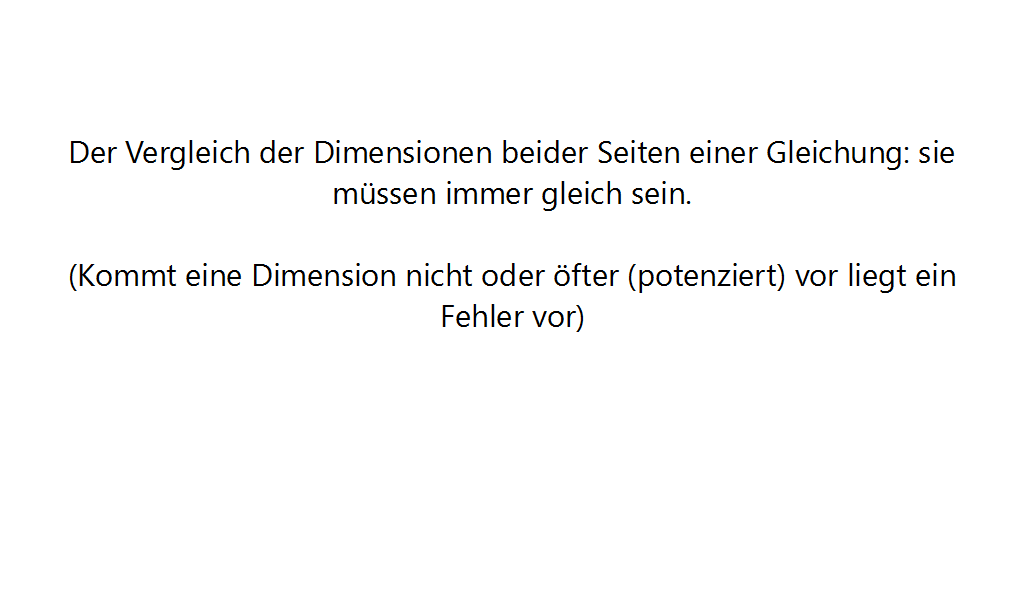 Der Vergleich der Dimensionen beider Seiten einer Gleichung: sie
müssen immer gleich sein.
(Kommt eine Dimension nicht oder öfter (potenziert) vor liegt ein
Fehler vor)